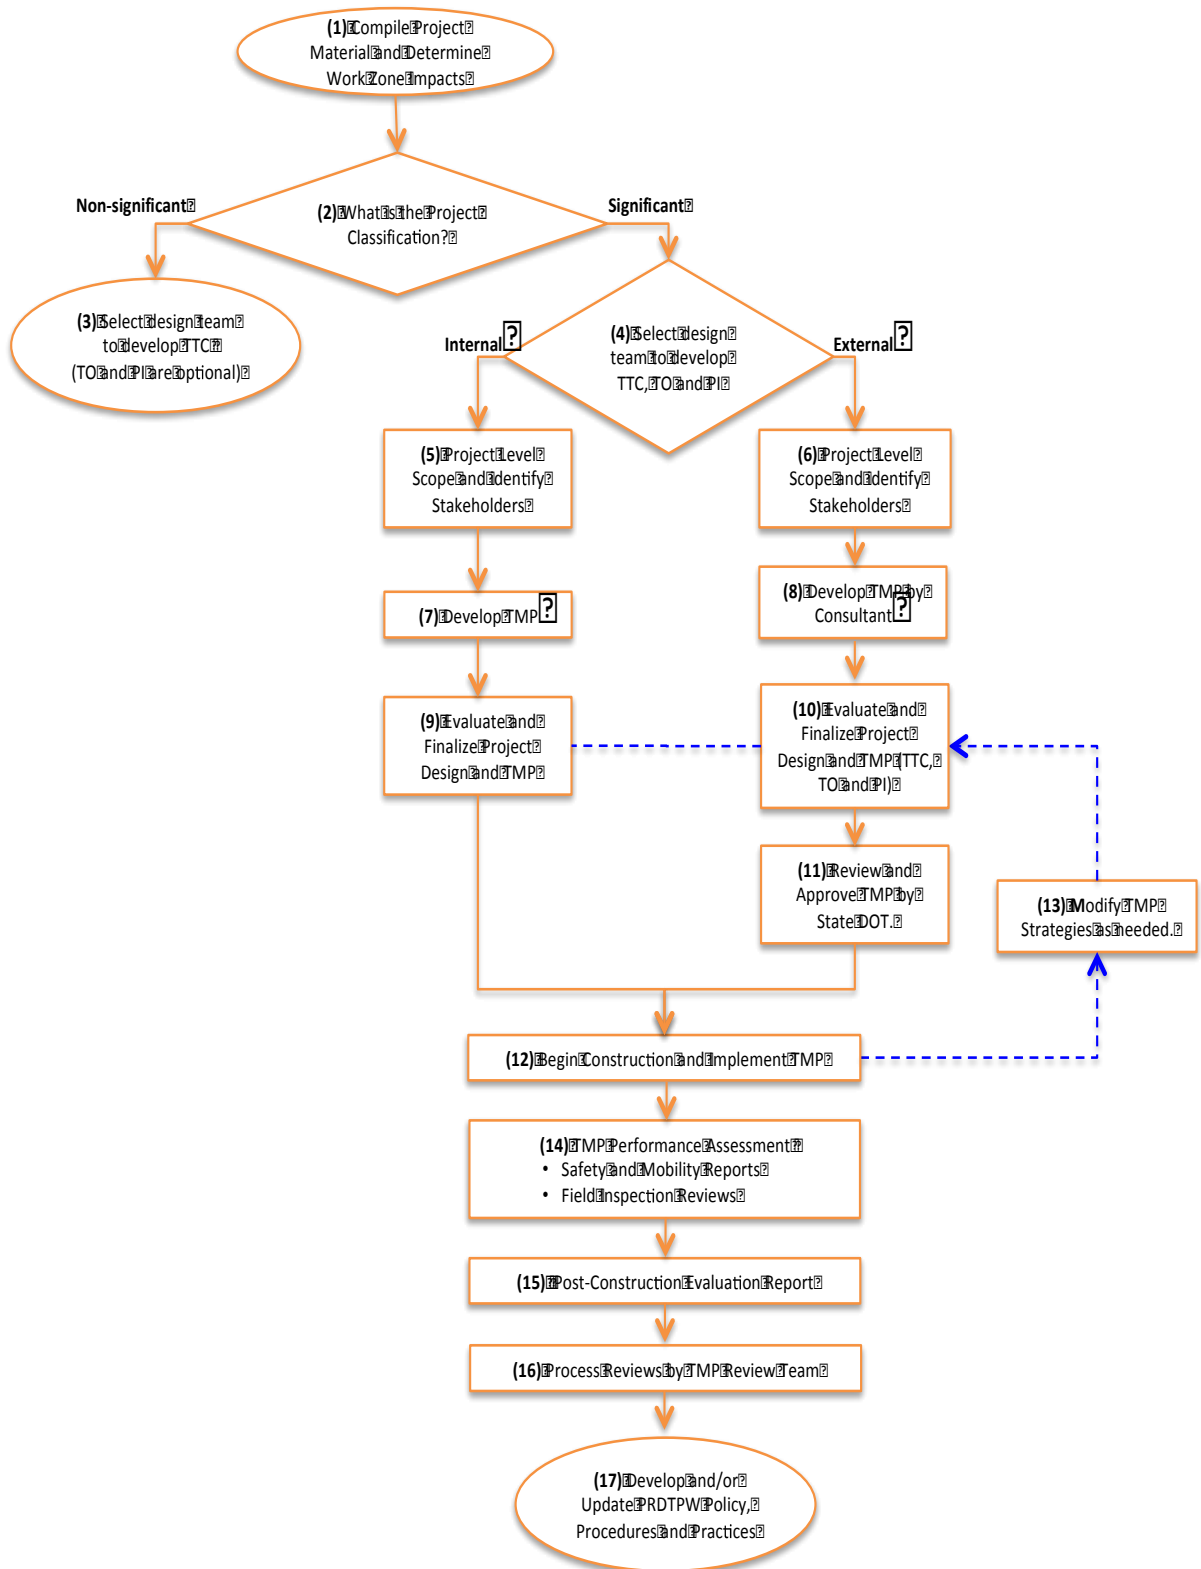 (1) Compile Project
Material and Determine
Work Zone Impacts
Non-significant
(2) What is the Project
Classification?
Significant
(3) Select design team
to develop TTC
(TO and PI are optional)
Internal
(4) Select design
team to develop
TTC, TO and PI
External
(5) Project Level
Scope and Identify
Stakeholders
(6) Project Level
Scope and Identify
Stakeholders
(7) Develop TMP
(8) Develop TMP by
Consultant
(9) Evaluate and
Finalize Project
Design and TMP
(10) Evaluate and
Finalize Project
Design and TMP (TTC,
TO and PI)
(11) Review and
Approve TMP by
State DOT.
(13) Modify TMP
Strategies as needed.
(12) Begin Construction and Implement TMP
(14) TMP Performance Assessment
• Safety and Mobility Reports
• Field Inspection Reviews
(15) Post-Construction Evaluation Report
(16) Process Reviews by TMP Review Team
(17) Develop and/or
Update PRDTPW Policy,
Procedures and Practices